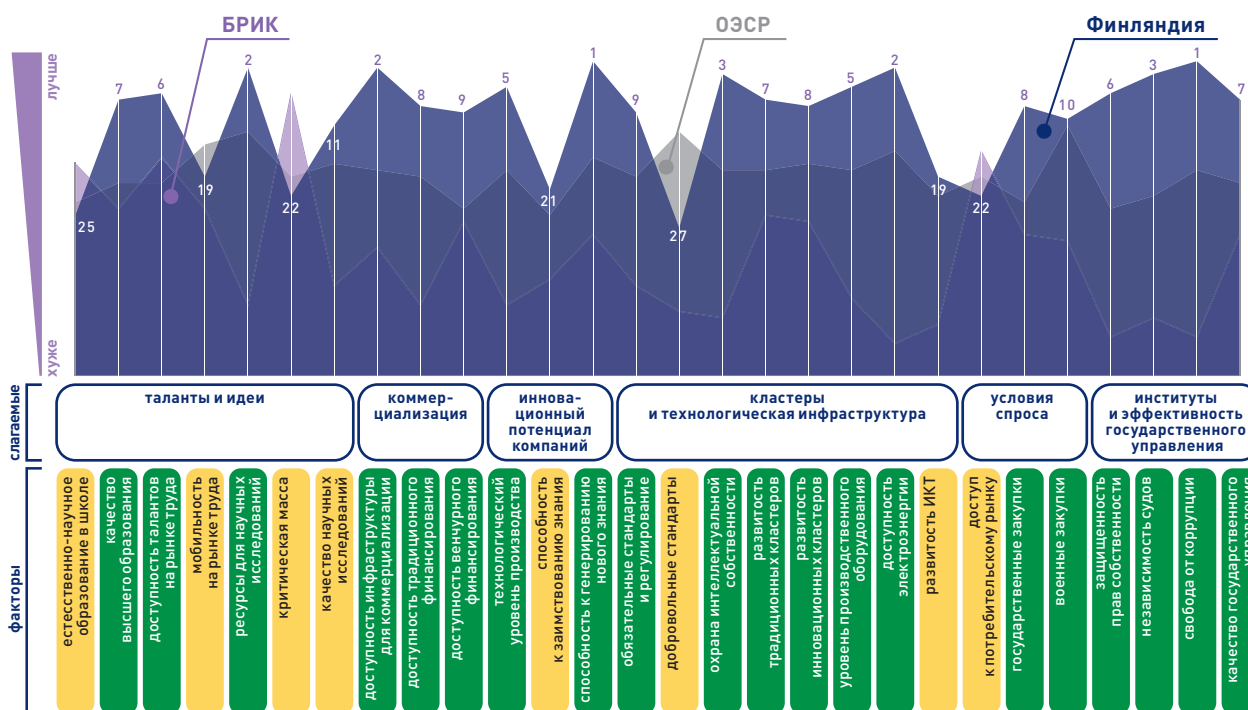 БРИК
ОЭСР
Финляндия
лучше
хуже
25
7
6
19
2
22
11
2
8
9
5
21
1
9
27
3
7
8
5
2
19
22
8
10
6
3
1
7
слагаемые
таланты и идеи
коммер-
циализация
иннова-
ционный
потенциал
компаний
кластеры
и технологическая инфраструктура
условия
спроса
институты
и эффективность
государственного
управления
факторы
естественно-научное
образование в школе
качество
высшего образования
доступность талантов
на рынке труда
мобильность
на рынке труда
ресурсы для научных
исследований
критическая масса
качество научных
исследований
доступность инфраструктуры
для коммерциализации
доступность традиционного
финансирования
доступность венчурного
финансирования
технологический
уровень производства
способность
к заимствованию знания
способность к генерированию
нового знания
обязательные стандарты
и регулирование
добровольные стандарты
охрана интеллектуальной
собственности
развитость
традиционных кластеров
развитость
инновационных кластеров
уровень производственного
оборудования
доступность
электроэнергии
развитость ИКТ
доступ
к потребительскому рынку
государственные закупки
военные закупки
защищенность
прав собственности
независимость судов
свобода от коррупции
качество государственного